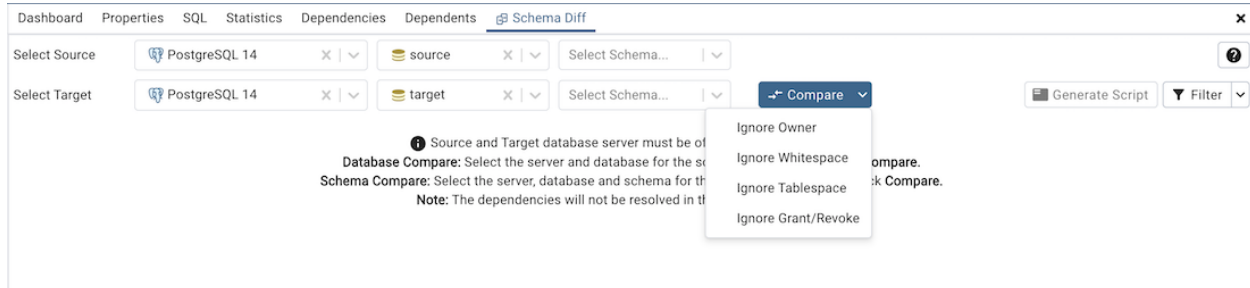 Dashboard Properties SQL Statistics Dependencies Dependents Schema Diff
Select Source PostgreSQL 14 source Select Schema...
Select Target PostgreSQL 14 target Select Schema... Compare Generate Script Filter
Ignore Owner
Ignore Whitespace
Ignore Tablespace
Ignore Grant/Revoke
Source and Target database server must be of
Database Compare: Select the server and database for the ompare.
Schema Compare: Select the server, database and schema for th k Compare.
Note: The dependencies will not be resolved in